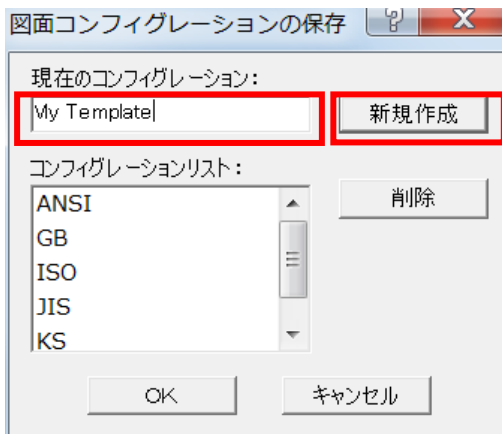 図面コンフィグレーションの保存
現在のコンフィグレーション:
My Template
新規作成
コンフィグレーションリスト:
ANSI
GB
ISO
JIS
KS
削除
OK
キャンセル